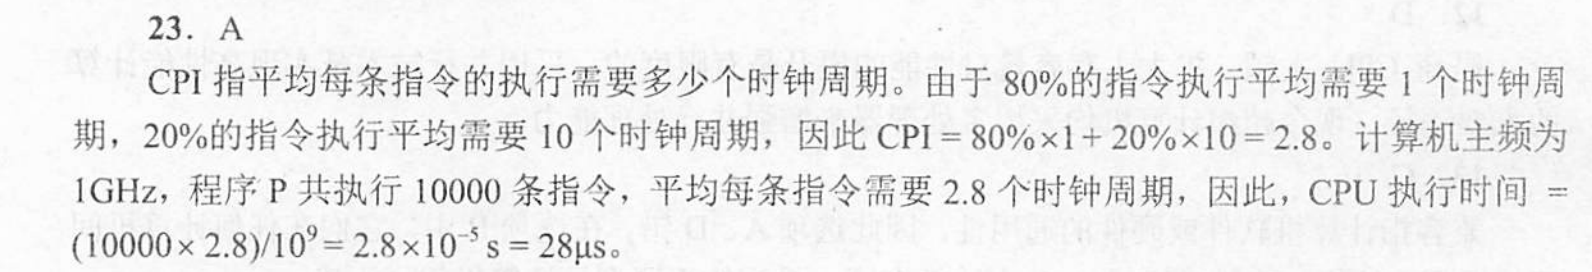 23. A
CPI 指平均每条指令的执行需要多少个时钟周期。由于 80%的指令执行平均需要 1 个时钟周
期，20%的指令执行平均需要 10 个时钟周期，因此 CPI = 80%×1+ 20%×10 = 2.8。计算机主频为
1GHz，程序 P 共执行 10000 条指令，平均每条指令需要 2.8 个时钟周期，因此，CPU 执行时间 =
(10000× 2.8)/10⁹ = 2.8×10⁻⁵ s = 28μs。